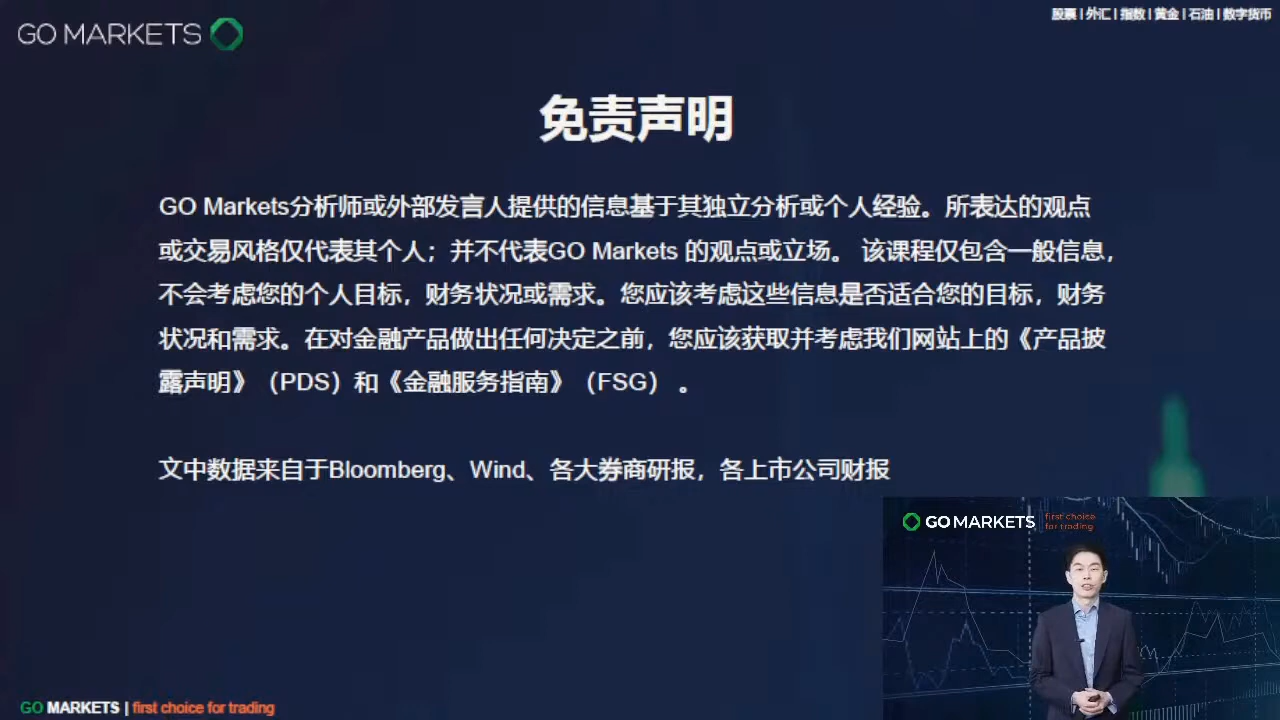 GO MARKETS
股票 | 外汇 | 指数 | 黄金 | 石油 | 数字货币
免责声明
GO Markets分析师或外部发言人提供的信息基于其独立分析或个人经验。所表达的观点
或交易风格仅代表其个人；并不代表GO Markets 的观点或立场。 该课程仅包含一般信息，
不会考虑您的个人目标，财务状况或需求。您应该考虑这些信息是否适合您的目标，财务
状况和需求。在对金融产品做出任何决定之前，您应该获取并考虑我们网站上的《产品披
露声明》（PDS）和《金融服务指南》（FSG） 。
文中数据来自于Bloomberg、Wind、各大券商研报，各上市公司财报
GO MARKETS first choice
for trading
GO MARKETS | first choice for trading